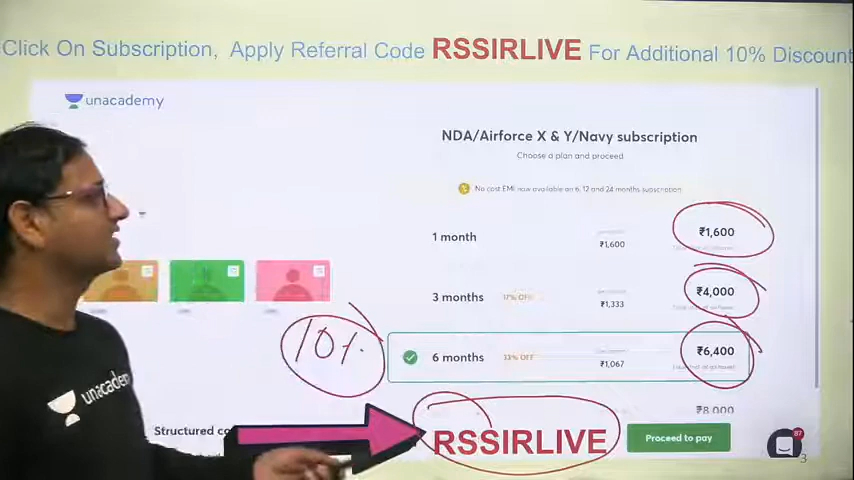 Click On Subscription, Apply Referral Code RSSIRLIVE For Additional 10% Discount
unacademy
NDA/Airforce X & Y/Navy subscription
Choose a plan and proceed
No cost EMI now available on 6, 12 and 24 months subscription
1 month
₹1,600
₹1,600
3 months
17% OFF
₹1,333
₹4,000
10%
6 months
33% OFF
₹1,067
₹6,400
₹8,000
unacademy
Structured co
RSSIRLIVE
Proceed to pay
87
3